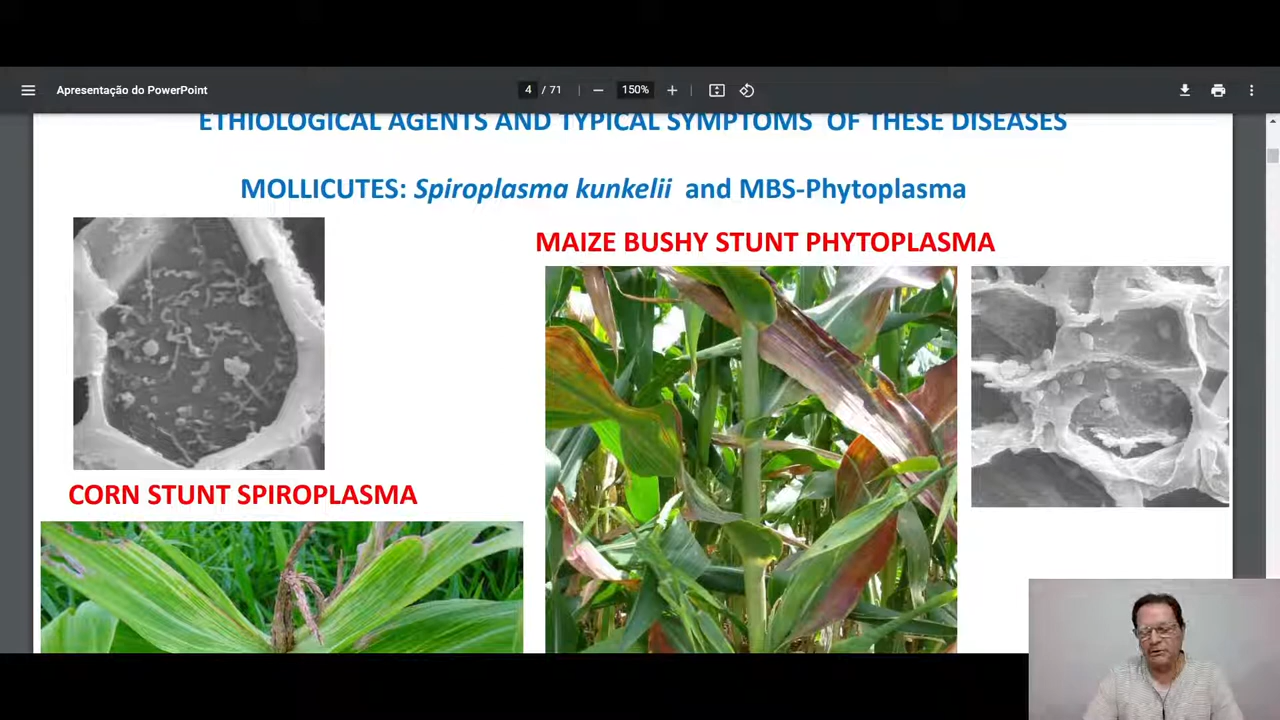 Apresentação do PowerPoint
4 / 71
150%
ETHIOLOGICAL AGENTS AND TYPICAL SYMPTOMS OF THESE DISEASES
MOLLICUTES: Spiroplasma kunkelii and MBS-Phytoplasma
MAIZE BUSHY STUNT PHYTOPLASMA
CORN STUNT SPIROPLASMA